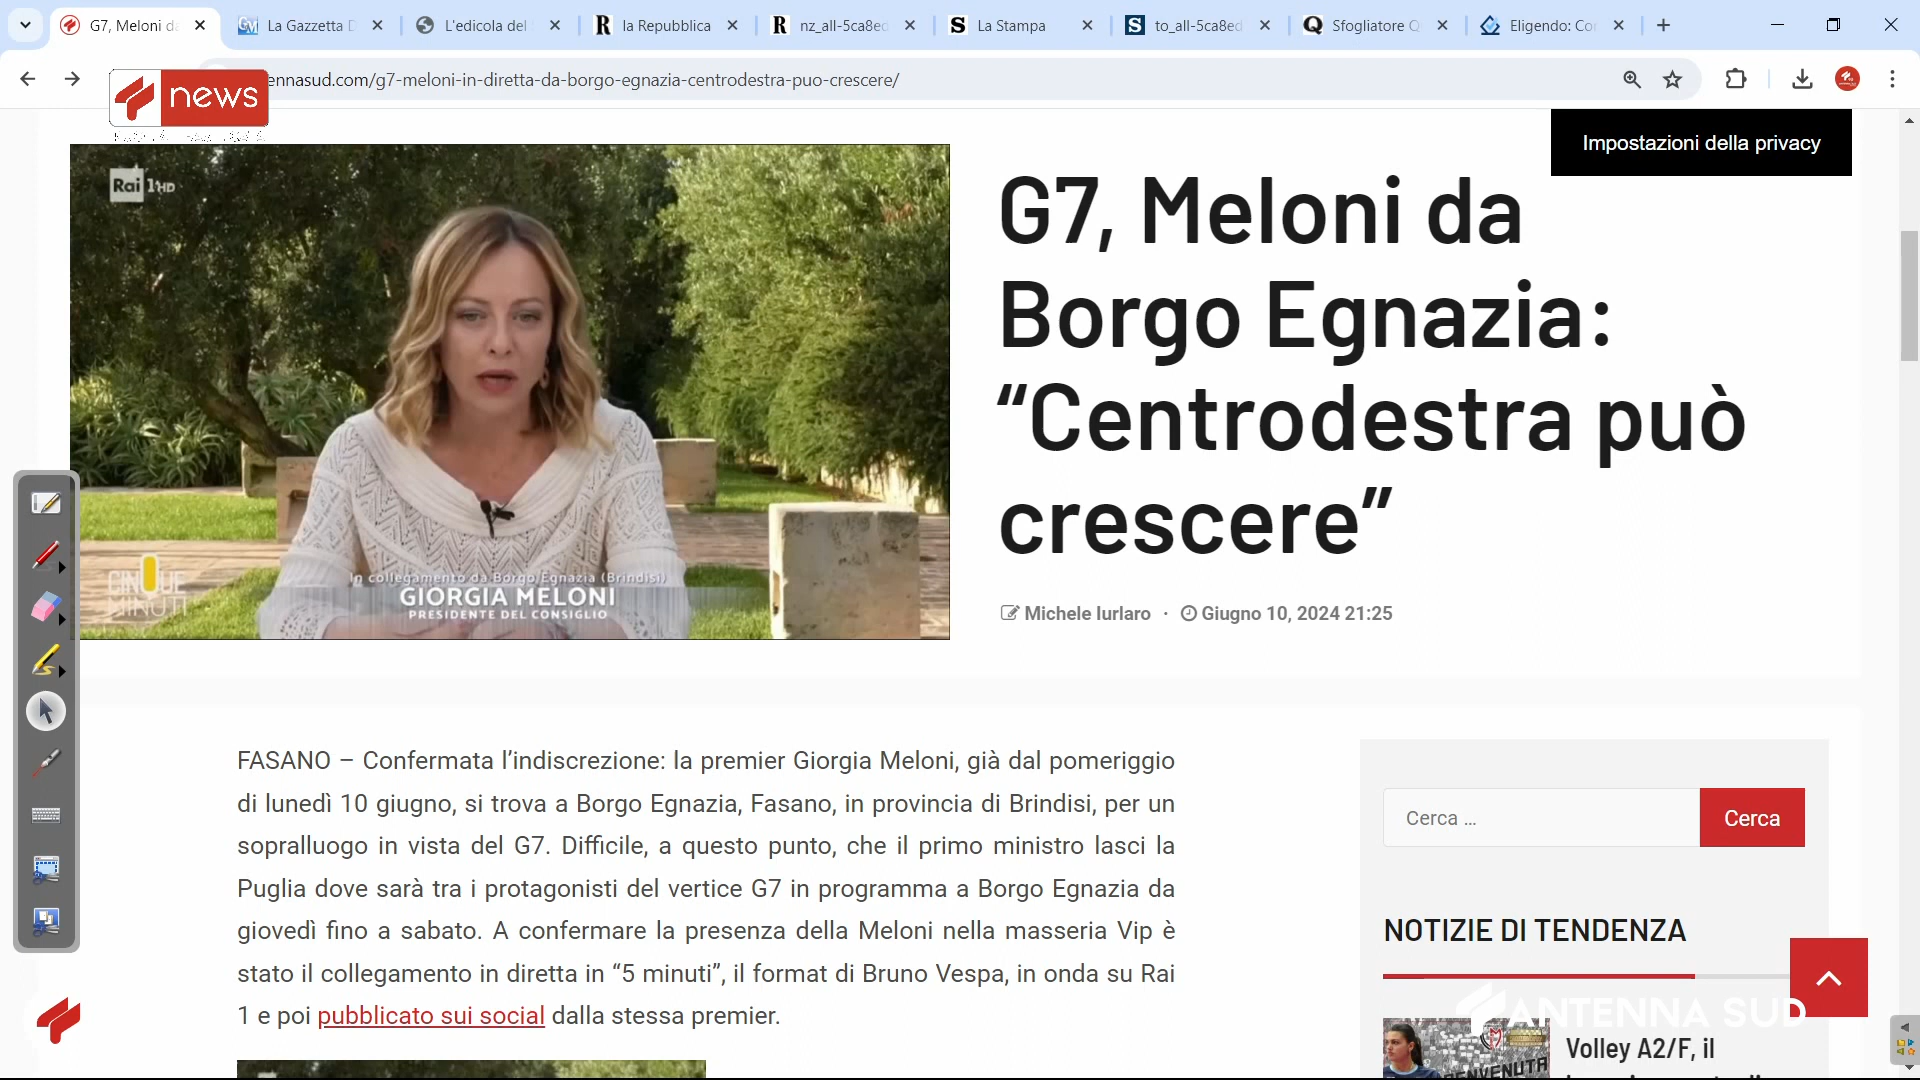 G7, Meloni da
La Gazzetta D
L'edicola del
la Repubblica
nz_all-5ca8ed
La Stampa
to_all-5ca8ed
Sfogliatore Q
Eligendo: Co
ennasud.com/g7-meloni-in-diretta-da-borgo-egnazia-centrodestra-puo-crescere/
news
Impostazioni della privacy
Rai 1 HD
G7, Meloni da
Borgo Egnazia:
“Centrodestra può
crescere”
In collegamento da Borgo Egnazia (Brindisi)
GIORGIA MELONI
PRESIDENTE DEL CONSIGLIO
CINQUE
MINUTI
Michele Iurlaro · Giugno 10, 2024 21:25
FASANO – Confermata l’indiscrezione: la premier Giorgia Meloni, già dal pomeriggio
di lunedì 10 giugno, si trova a Borgo Egnazia, Fasano, in provincia di Brindisi, per un
sopralluogo in vista del G7. Difficile, a questo punto, che il primo ministro lasci la
Puglia dove sarà tra i protagonisti del vertice G7 in programma a Borgo Egnazia da
giovedì fino a sabato. A confermare la presenza della Meloni nella masseria Vip è
stato il collegamento in diretta in “5 minuti”, il format di Bruno Vespa, in onda su Rai
1 e poi pubblicato sui social dalla stessa premier.
Cerca ...
Cerca
NOTIZIE DI TENDENZA
ANTENNA SUD
Volley A2/F, il
BENVENUTA